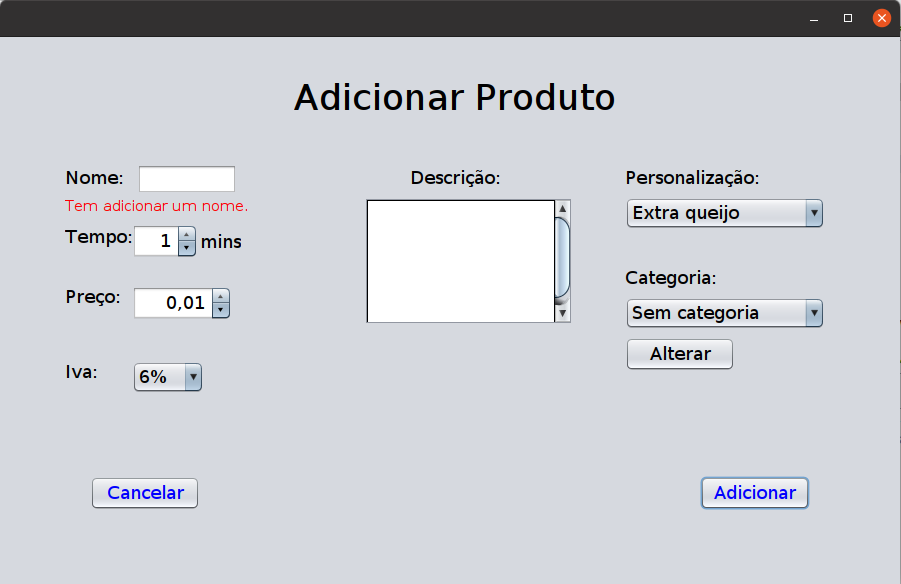 Adicionar Produto
Nome:
Tem adicionar um nome.
Tempo: 1 mins
Preço: 0,01
Iva: 6%
Descrição:
Personalização:
Extra queijo
Categoria:
Sem categoria
Alterar
Cancelar
Adicionar